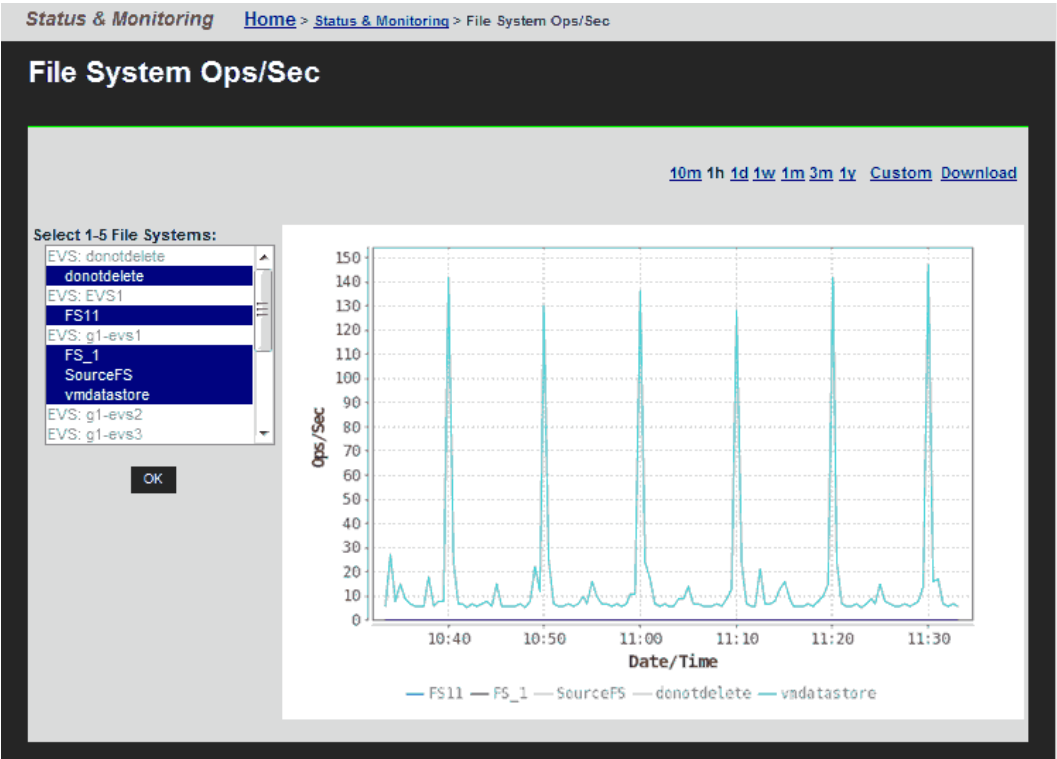 Status & Monitoring Home > Status & Monitoring > File System Ops/Sec
File System Ops/Sec
10m 1h 1d 1w 1m 3m 1y Custom Download
Select 1-5 File Systems:
EVS: donotdelete
donotdelete
EVS: EVS1
FS11
EVS: g1-evs1
FS_1
SourceFS
vmdatastore
EVS: g1-evs2
EVS: g1-evs3
OK
Ops/Sec
150
140
130
120
110
100
90
80
70
60
50
40
30
20
10
0
10:40 10:50 11:00 11:10 11:20 11:30
Date/Time
FS11 FS_1 SourceFS donotdelete vmdatastore